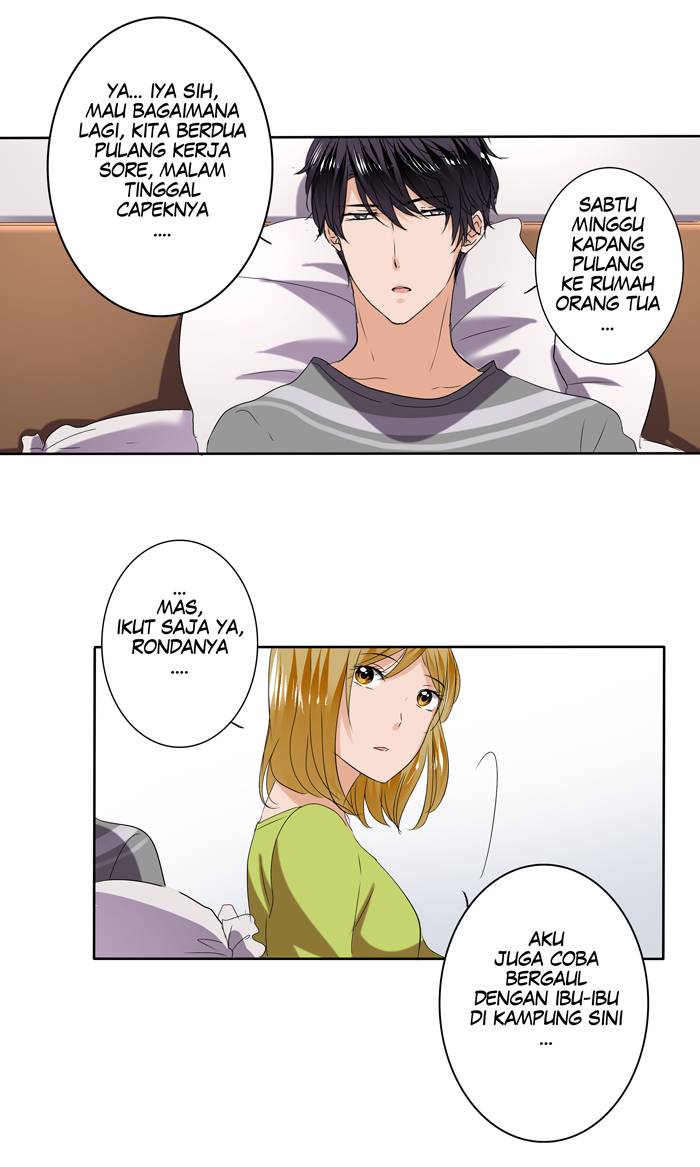 YA... IYA SIH,
MAU BAGAIMANA
LAGI, KITA BERDUA
PULANG KERJA
SORE, MALAM
TINGGAL
CAPEKNYA
....
SABTU
MINGGU
KADANG
PULANG
KE RUMAH
ORANG TUA
...
...
MAS,
IKUT SAJA YA,
RONDANYA
....
AKU
JUGA COBA
BERGAUL
DENGAN IBU-IBU
DI KAMPUNG SINI
...